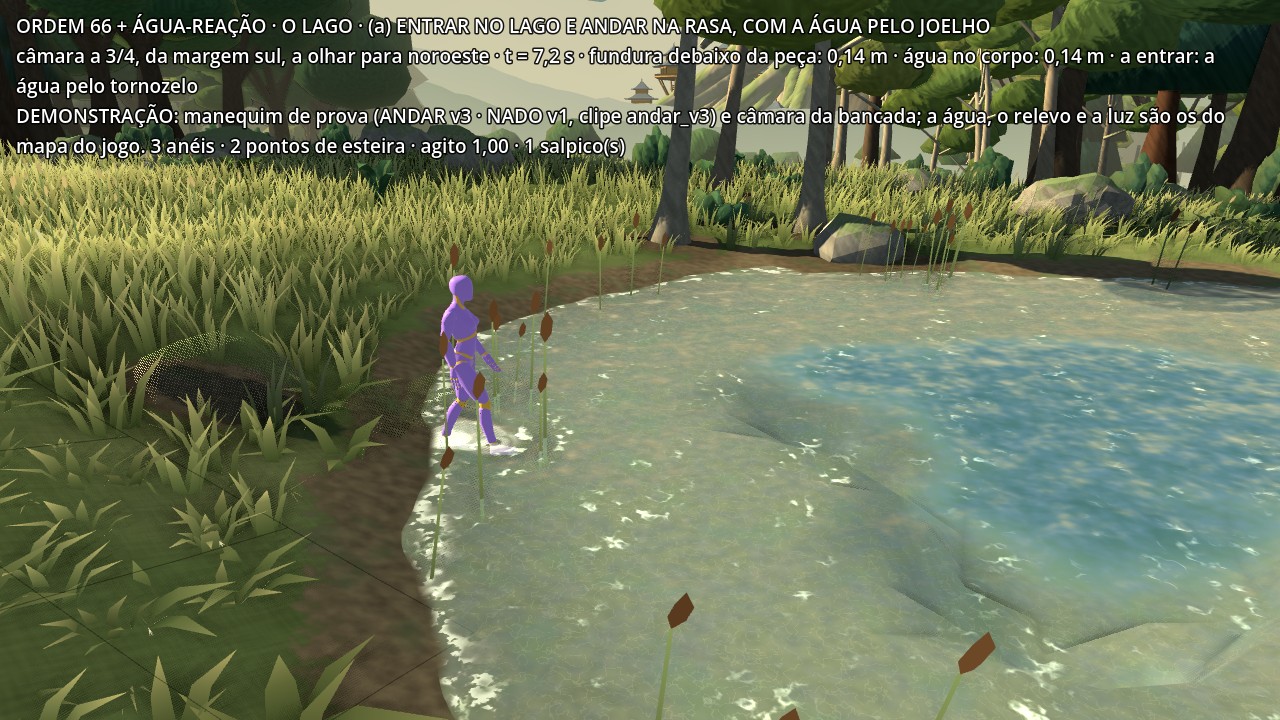 ORDEM 66 + ÁGUA-REAÇÃO · O LAGO · (a) ENTRAR NO LAGO E ANDAR NA RASA, COM A ÁGUA PELO JOELHO
câmara a 3/4, da margem sul, a olhar para noroeste · t = 7,2 s · fundura debaixo da peça: 0,14 m · água no corpo: 0,14 m · a entrar: a
água pelo tornozelo
DEMONSTRAÇÃO: manequim de prova (ANDAR v3 · NADO v1, clipe andar_v3) e câmara da bancada; a água, o relevo e a luz são os do
mapa do jogo. 3 anéis · 2 pontos de esteira · agito 1,00 · 1 salpico(s)